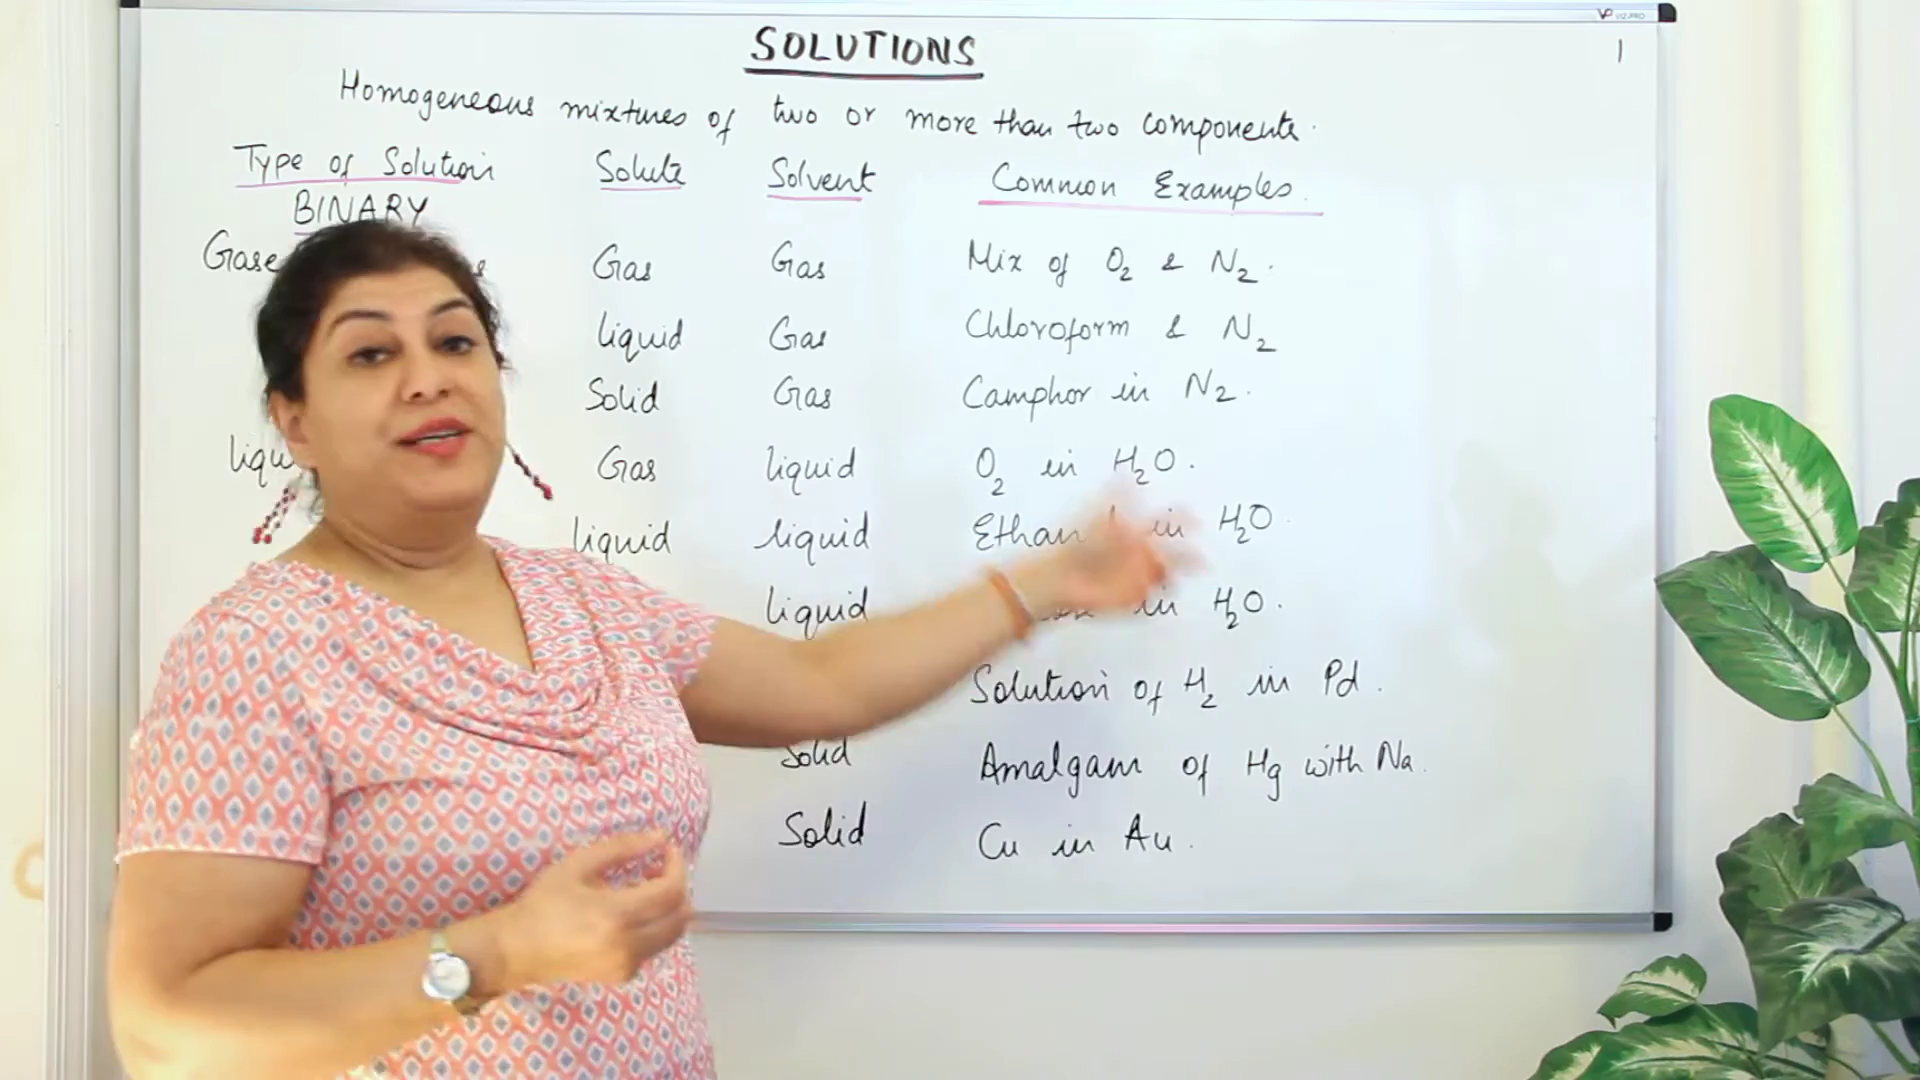 SOLUTIONS 1
Homogeneous mixtures of two or more than two components.
Type of Solution Solute Solvent Common Examples.
BINARY
Gas Gas Mix of O₂ & N₂.
liquid Gas Chloroform & N₂
Solid Gas Camphor in N₂.
Gas liquid O₂ in H₂O.
liquid liquid in H₂O.
liquid in H₂O.
Solution of H₂ in Pd.
Solid Amalgam of Hg with Na.
Solid Cu in Au.